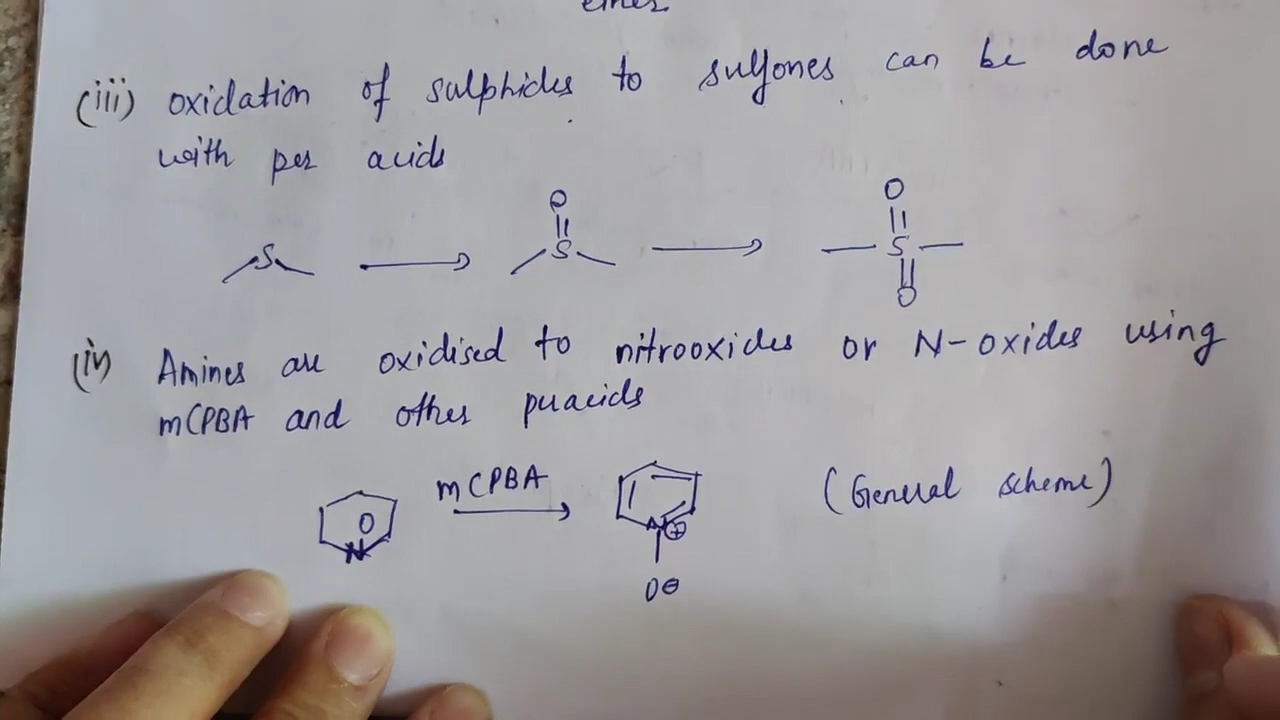 ether
(iii) oxidation of sulphides to sulfones can be done
with per acids
S
O
S
O
S
O
(iv) Amines are oxidised to nitrooxides or N-oxides using
mCPBA and other peracids
mCPBA
(General scheme)
N
N⊕
O⊖